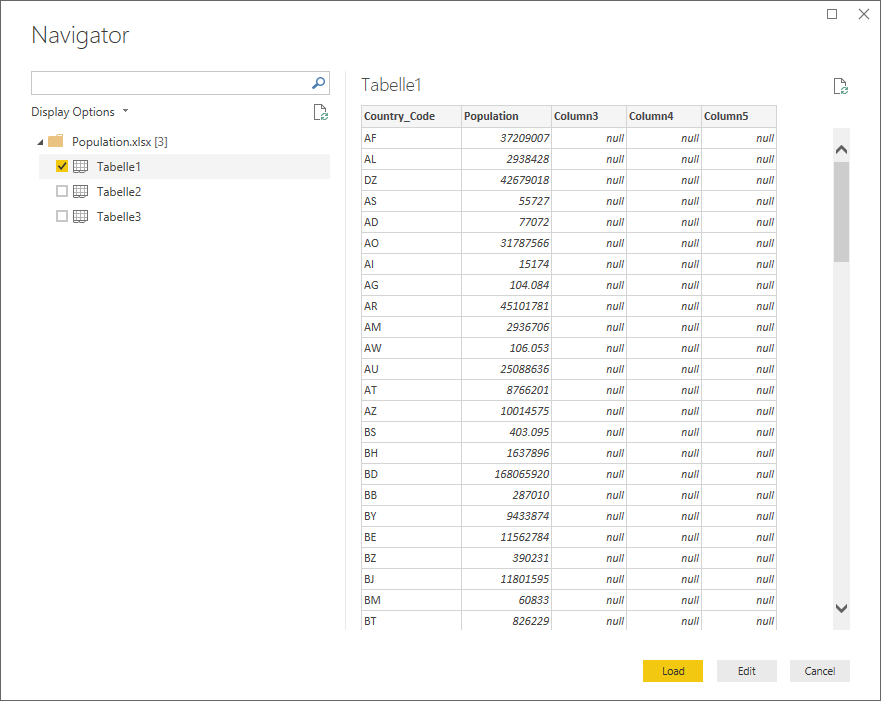 Navigator
Display Options
Population.xlsx [3]
Tabelle1
Tabelle2
Tabelle3
Tabelle1
Country_Code Population Column3 Column4 Column5
AF 37209007 null null null
AL 2938428 null null null
DZ 42679018 null null null
AS 55727 null null null
AD 77072 null null null
AO 31787566 null null null
AI 15174 null null null
AG 104.084 null null null
AR 45101781 null null null
AM 2936706 null null null
AW 106.053 null null null
AU 25088636 null null null
AT 8766201 null null null
AZ 10014575 null null null
BS 403.095 null null null
BH 1637896 null null null
BD 168065920 null null null
BB 287010 null null null
BY 9433874 null null null
BE 11562784 null null null
BZ 390231 null null null
BJ 11801595 null null null
BM 60833 null null null
BT 826229 null null null
Load Edit Cancel